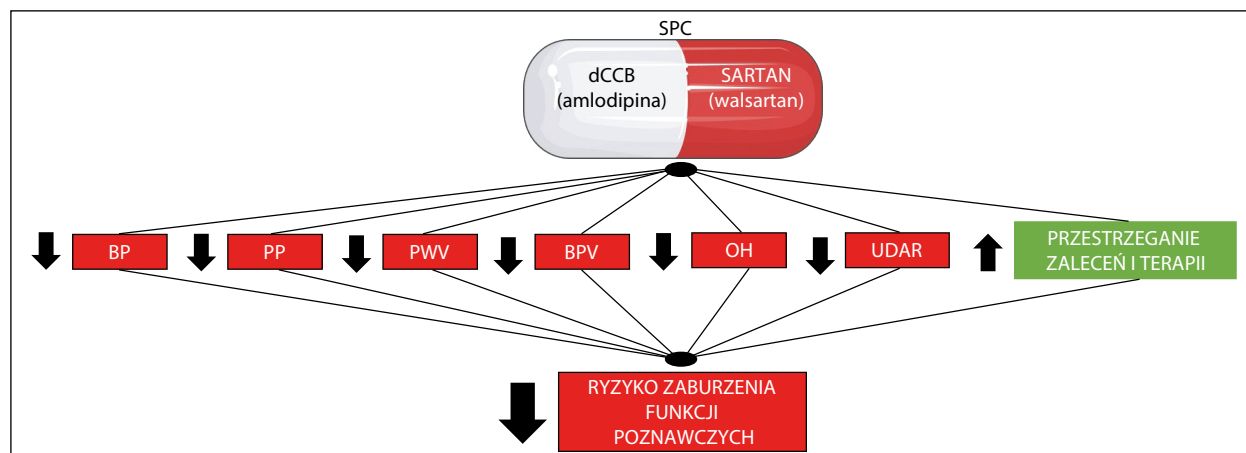 SPC
dCCB
(amlodipina)
SARTAN
(walsartan)
BP
PP
PWV
BPV
OH
UDAR
PRZESTRZEGANIE
ZALECEŃ I TERAPII
RYZYKO ZABURZENIA
FUNKCJI
POZNAWCZYCH